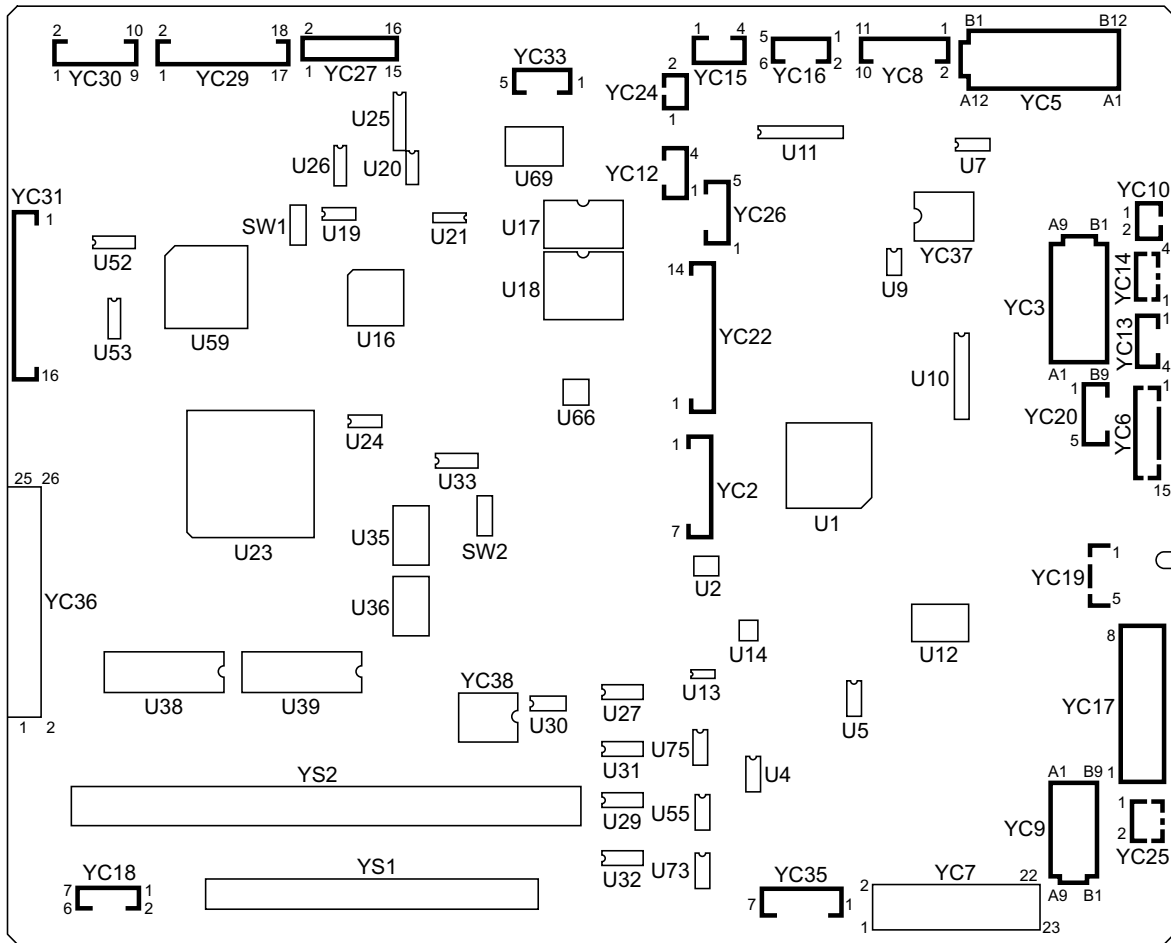 2 10 2 18 2 16 1 4 5 1 11 1 B1 B12
1 9 1 17 1 15 6 2 10 2 A12 A1
YC30 YC29 YC27 YC33 YC15 YC16 YC8 YC5
5 1
2
YC24
1
U25
U26 U20 U69 U11 U7
YC12 4
1
YC31 5 YC10
1 SW1 U19 U21 U17 YC26 1 A9 B1 1
2
U52 YC37 4
U18 14 U9 YC14
1
U53 U59 U16 YC3 YC22 1
YC13
16 U10 A1 B9 4
U66 1 1 1
U24 YC20 YC6
5
1
U33 YC2 15
25 26 U1
U23 U35 SW2 7
U2 YC19 1
5
YC36 U36 8
U14 U12
U38 U39 YC38 U13
U30 U27 U5 YC17
1 2
U31 U75 U4
YS2 A1 B9 1
U29 U55 YC9 1
2
YC25
YC18 YS1 U32 U73 YC35 YC7
7 1 2 22 A9 B1
6 2 7 1 1 23